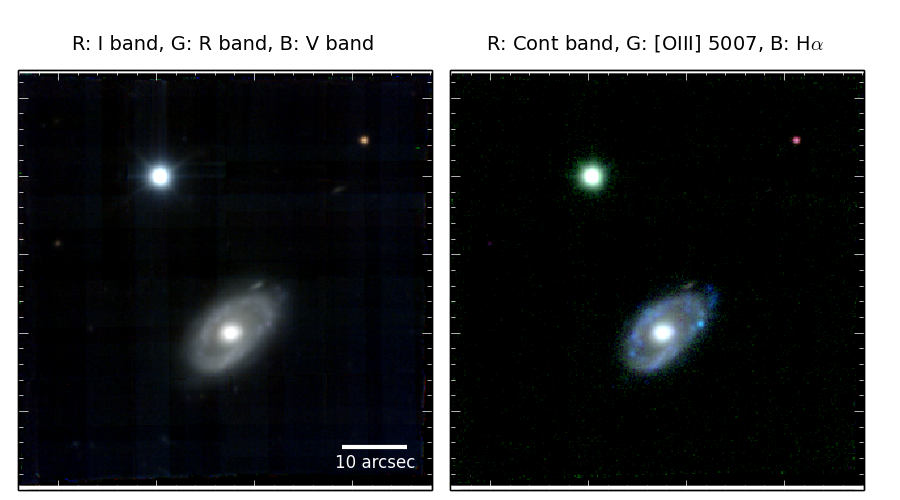 R: I band, G: R band, B: V band
R: Cont band, G: [OIII] 5007, B: Hα
10 arcsec